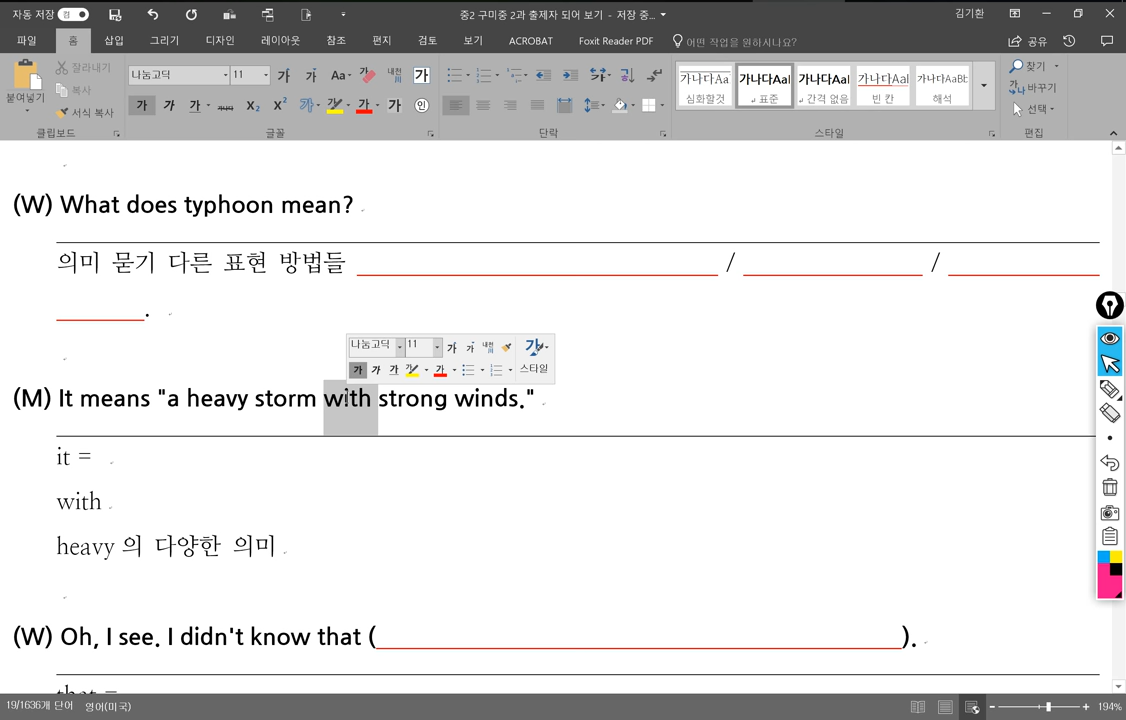 자동 저장 컴
중2 구미중 2과 출제자 되어 보기 - 저장 중...
김기환
파일 홈 삽입 그리기 디자인 레이아웃 참조 편지 검토 보기 ACROBAT Foxit Reader PDF 어떤 작업을 원하시나요? 공유
붙여넣기
잘라내기
복사
서식 복사
나눔고딕 11
가나다Aa 가나다Aal 가나다Aal 가나다Aal 가나다AaBb
심화할것 표준 간격 없음 빈 칸 해석
찾기
바꾸기
선택
클립보드 글꼴 단락 스타일 편집
(W) What does typhoon mean?
의미 묻기 다른 표현 방법들 / /
.
나눔고딕 11
스타일
(M) It means "a heavy storm with strong winds."
it =
with
heavy 의 다양한 의미
(W) Oh, I see. I didn't know that ( ).
that =
19/1636개 단어 영어(미국) 194%